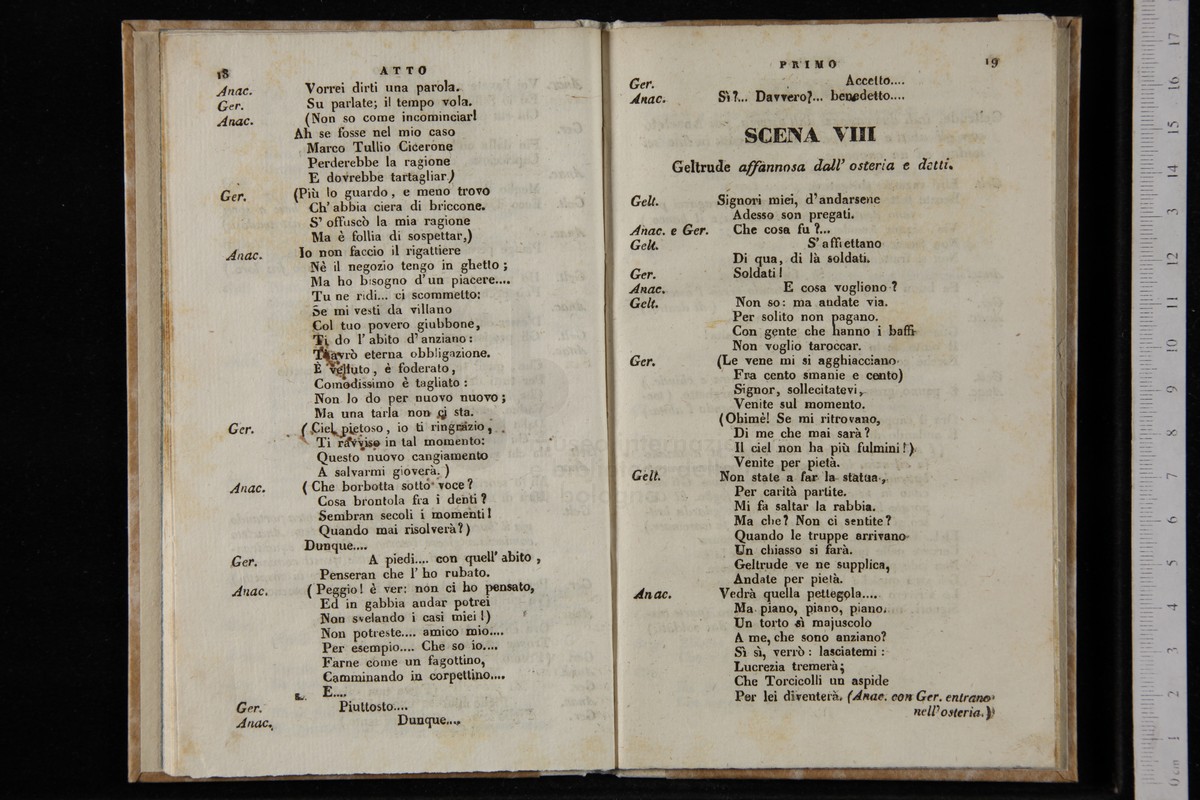 18
ATTO
Anac. Vorrei dirti una parola.
Ger. Su parlate; il tempo vola.
Anac. (Non so come incominciar!
Ah se fosse nel mio caso
Marco Tullio Cicerone
Perderebbe la ragione
E dovrebbe tartagliar)
Ger. (Più lo guardo, e meno trovo
Ch' abbia ciera di briccone.
S' offuscò la mia ragione
Ma è follia di sospettar,)
Anac. Io non faccio il rigattiere
Nè il negozio tengo in ghetto;
Ma ho bisogno d'un piacere....
Tu ne ridi... ci scommetto:
Se mi vesti da villano
Col tuo povero giubbone,
Ti do l' abito d'anziano:
T'avrò eterna obbligazione.
È velluto, è foderato,
Comodissimo è tagliato:
Non lo do per nuovo nuovo;
Ma una tarla non ci sta.
Ger. (Ciel pietoso, io ti ringrazio,
Ti ravviso in tal momento:
Questo nuovo cangiamento
A salvarmi gioverà. )
Anac. (Che borbotta sotto voce?
Cosa brontola fra i denti?
Sembran secoli i momenti!
Quando mai risolverà?)
Dunque....
Ger. A piedi.... con quell' abito,
Penseran che l' ho rubato.
Anac. (Peggio! è ver: non ci ho pensato,
Ed in gabbia andar potrei
Non svelando i casi miei!)
Non potreste.... amico mio....
Per esempio.... Che so io....
Farne come un fagottino,
Camminando in corpettino....
E....
Ger. Piuttosto....
Anac. Dunque....
PRIMO
19
Ger. Accetto....
Anac. Sì?... Davvero?... benedetto....
SCENA VIII
Geltrude affannosa dall' osteria e detti.
Gelt. Signori miei, d'andarsene
Adesso son pregati.
Anac. e Ger. Che cosa fu?...
Gelt. S'affrettano
Di qua, di là soldati.
Ger. Soldati!
Anac. E cosa vogliono?
Gelt. Non so: ma andate via.
Per solito non pagano.
Con gente che hanno i baffi
Non voglio taroccar.
Ger. (Le vene mi si agghiacciano
Fra cento smanie e cento)
Signor, sollecitatevi,
Venite sul momento.
(Ohimè! Se mi ritrovano,
Di me che mai sarà?
Il ciel non ha più fulmini!)
Venite per pietà.
Gelt. Non state a far la statua,
Per carità partite.
Mi fa saltar la rabbia.
Ma che? Non ci sentite?
Quando le truppe arrivano
Un chiasso si farà.
Geltrude ve ne supplica,
Andate per pietà.
Anac. Vedrà quella pettegola....
Ma piano, piano, piano.
Un torto sì majuscolo
A me, che sono anziano?
Sì sì, verrò: lasciatemi:
Lucrezia tremerà;
Che Torcicolli un aspide
Per lei diventerà. (Anac. con Ger. entrano
nell'osteria.)